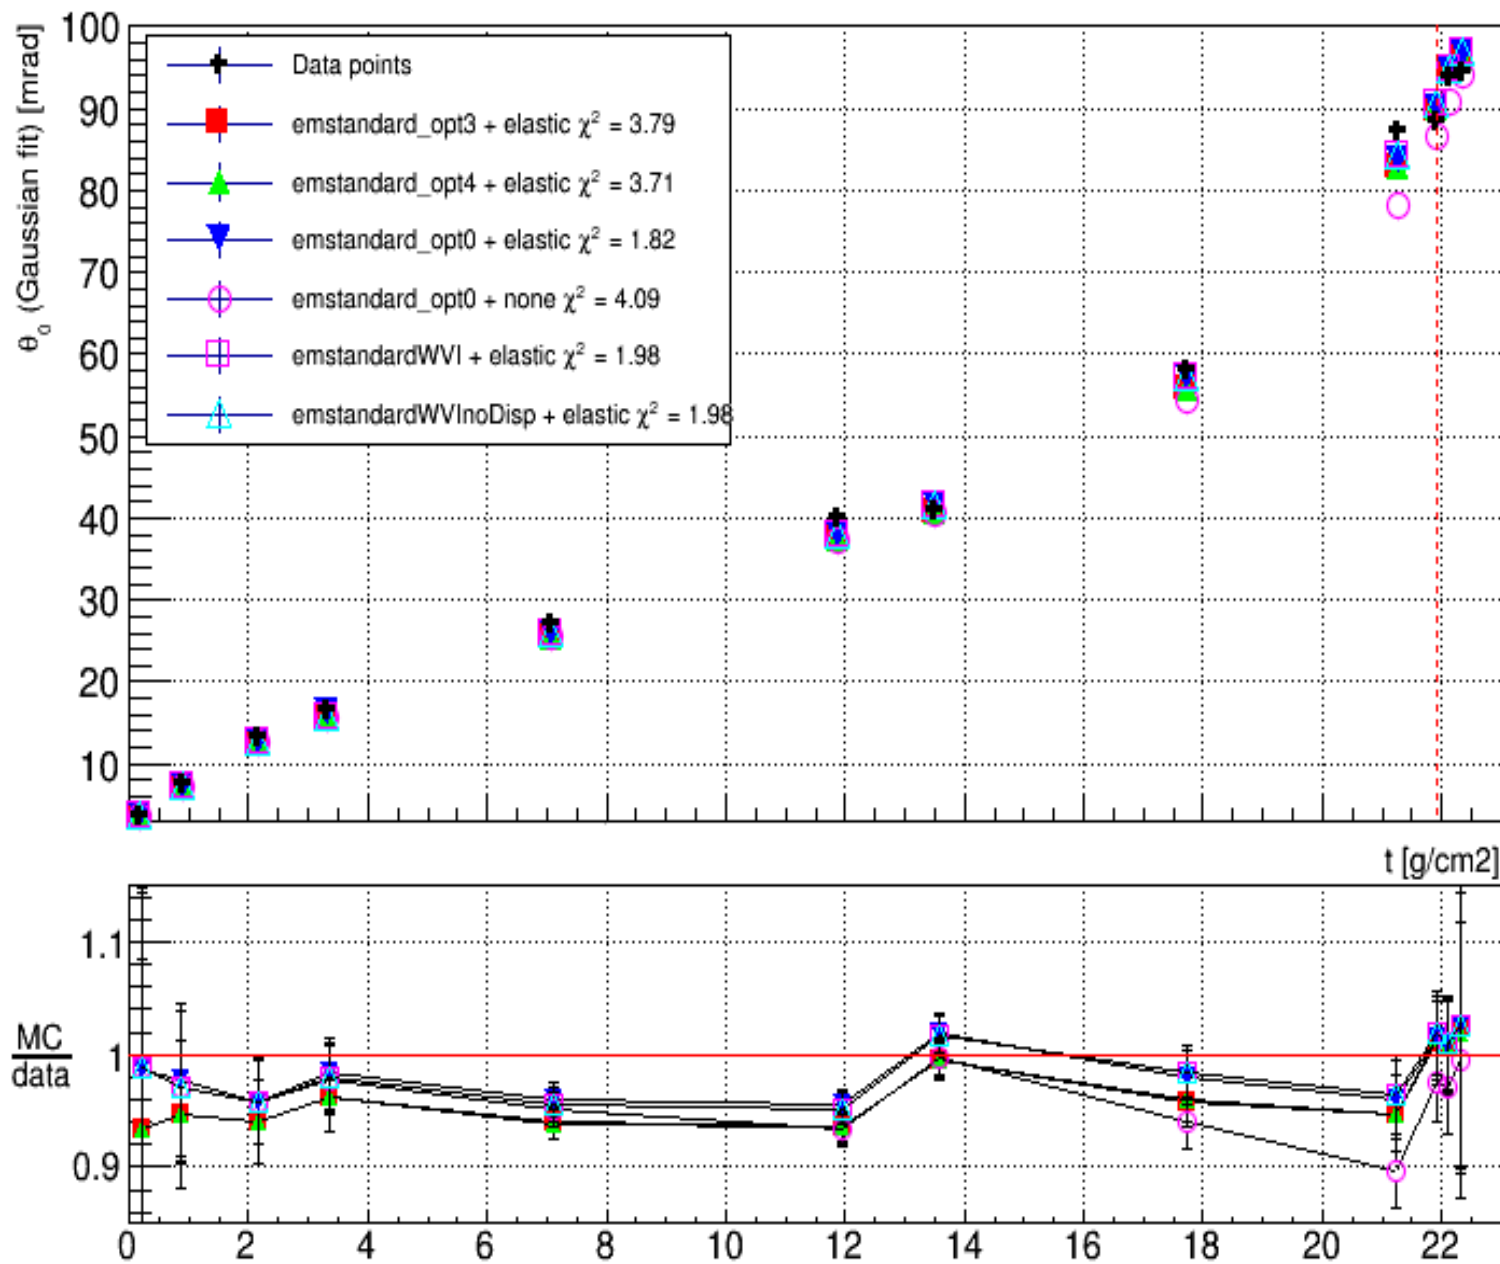 100
90
80
70
60
50
40
30
20
10
θ₀ (Gaussian fit) [mrad]
Data points
emstandard_opt3 + elastic χ² = 3.79
emstandard_opt4 + elastic χ² = 3.71
emstandard_opt0 + elastic χ² = 1.82
emstandard_opt0 + none χ² = 4.09
emstandardWVI + elastic χ² = 1.98
emstandardWVInoDisp + elastic χ² = 1.98
t [g/cm2]
MC
data
1.1
1
0.9
0 2 4 6 8 10 12 14 16 18 20 22